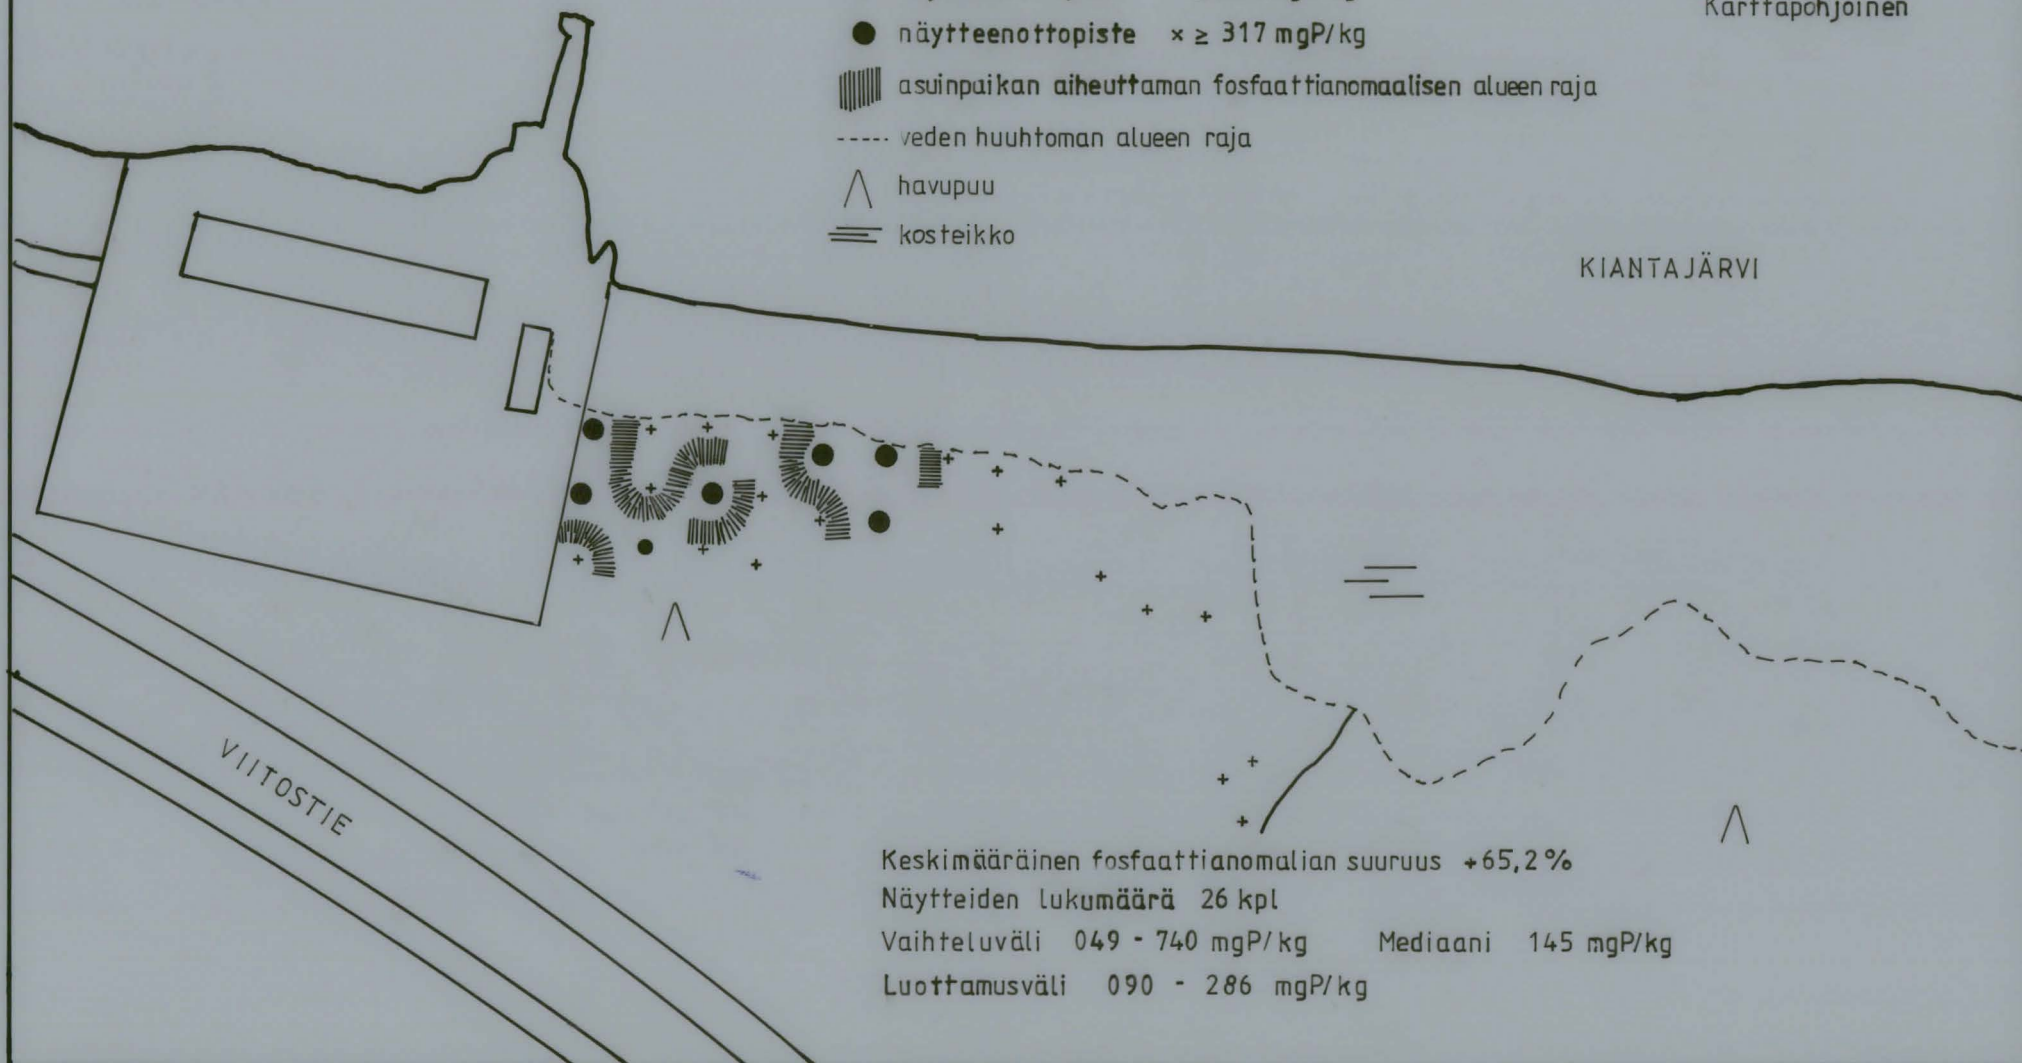 Karttapohjoinen
näytteenottopiste x ≥ 317 mgP/kg
asuinpaikan aiheuttaman fosfaattianomaalisen alueen raja
veden huuhtoman alueen raja
havupuu
kosteikko
KIANTAJÄRVI
VIITOSTIE
Keskimääräinen fosfaattianomalian suuruus +65,2%
Näytteiden lukumäärä 26 kpl
Vaihteluväli 049 - 740 mgP/kg Mediaani 145 mgP/kg
Luottamusväli 090 - 286 mgP/kg